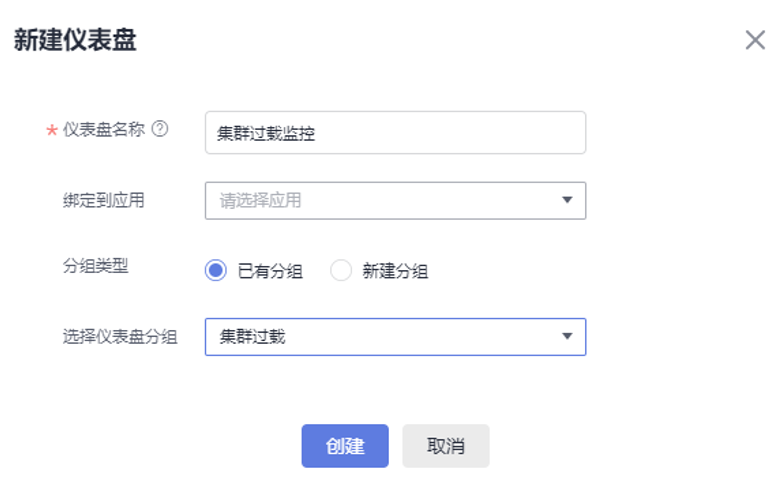 新建仪表盘
* 仪表盘名称 ?
集群过载监控
绑定到应用
请选择应用
分组类型
已有分组
新建分组
选择仪表盘分组
集群过载
创建
取消